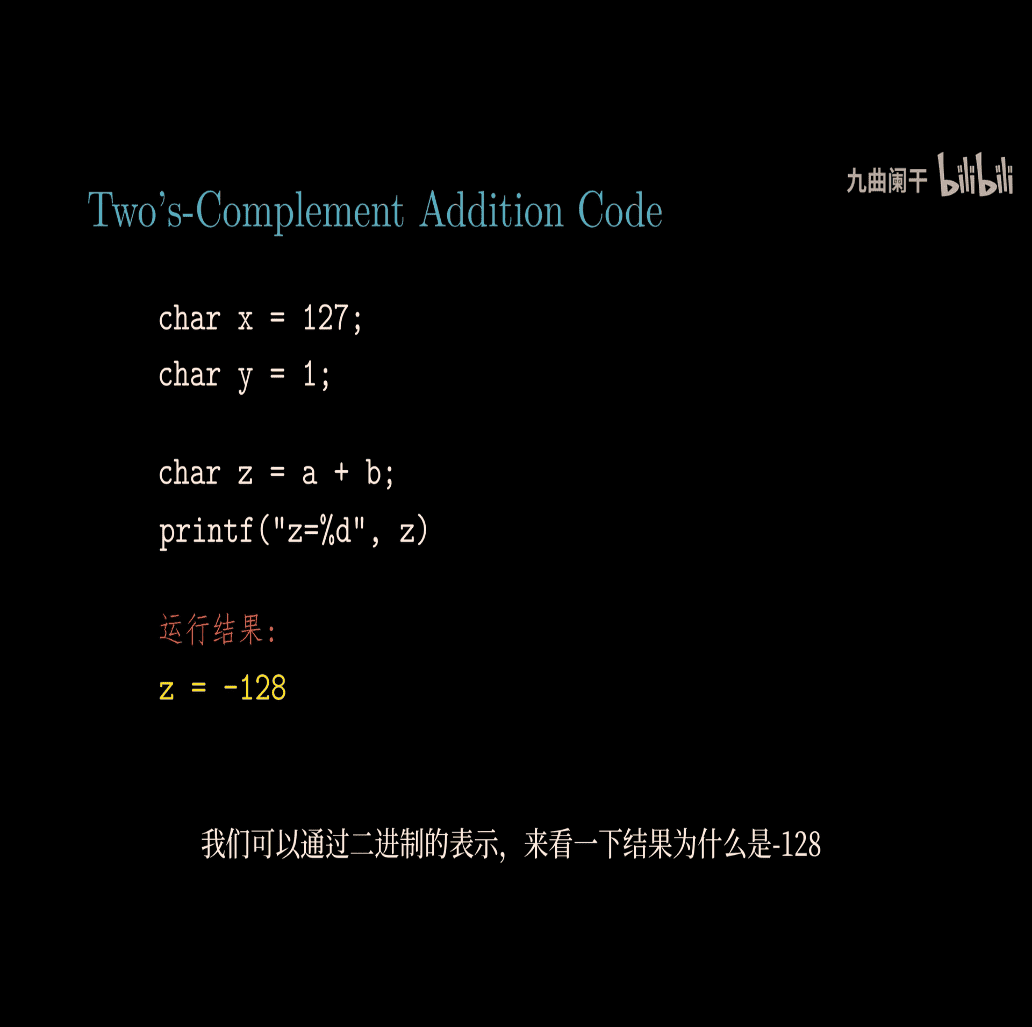 九曲阑干 bilibili
Two's-Complement Addition Code
char x = 127;
char y = 1;
char z = a + b;
printf("z=%d", z)
运行结果:
z = -128
我们可以通过二进制的表示，来看一下结果为什么是-128